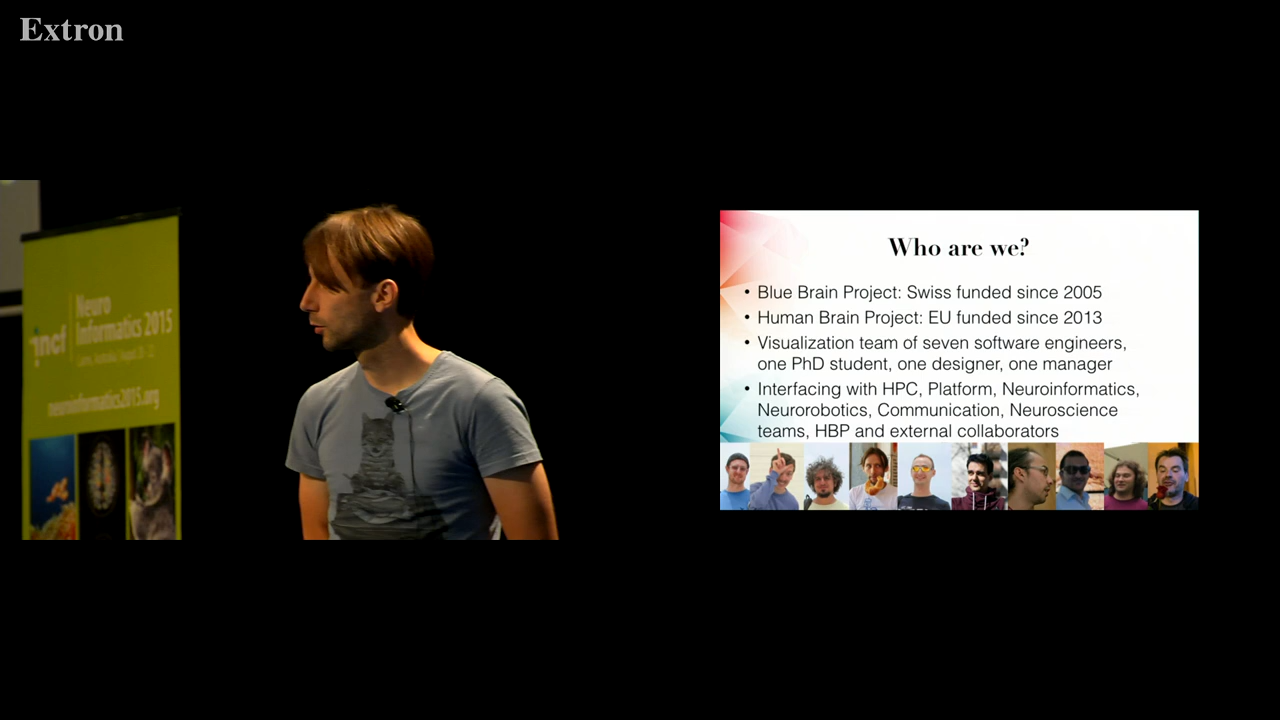 Extron
incf
Neuro
Informatics 2015
neuroinformatics2015.org
Who are we?
• Blue Brain Project: Swiss funded since 2005
• Human Brain Project: EU funded since 2013
• Visualization team of seven software engineers,
one PhD student, one designer, one manager
• Interfacing with HPC, Platform, Neuroinformatics,
Neurorobotics, Communication, Neuroscience
teams, HBP and external collaborators